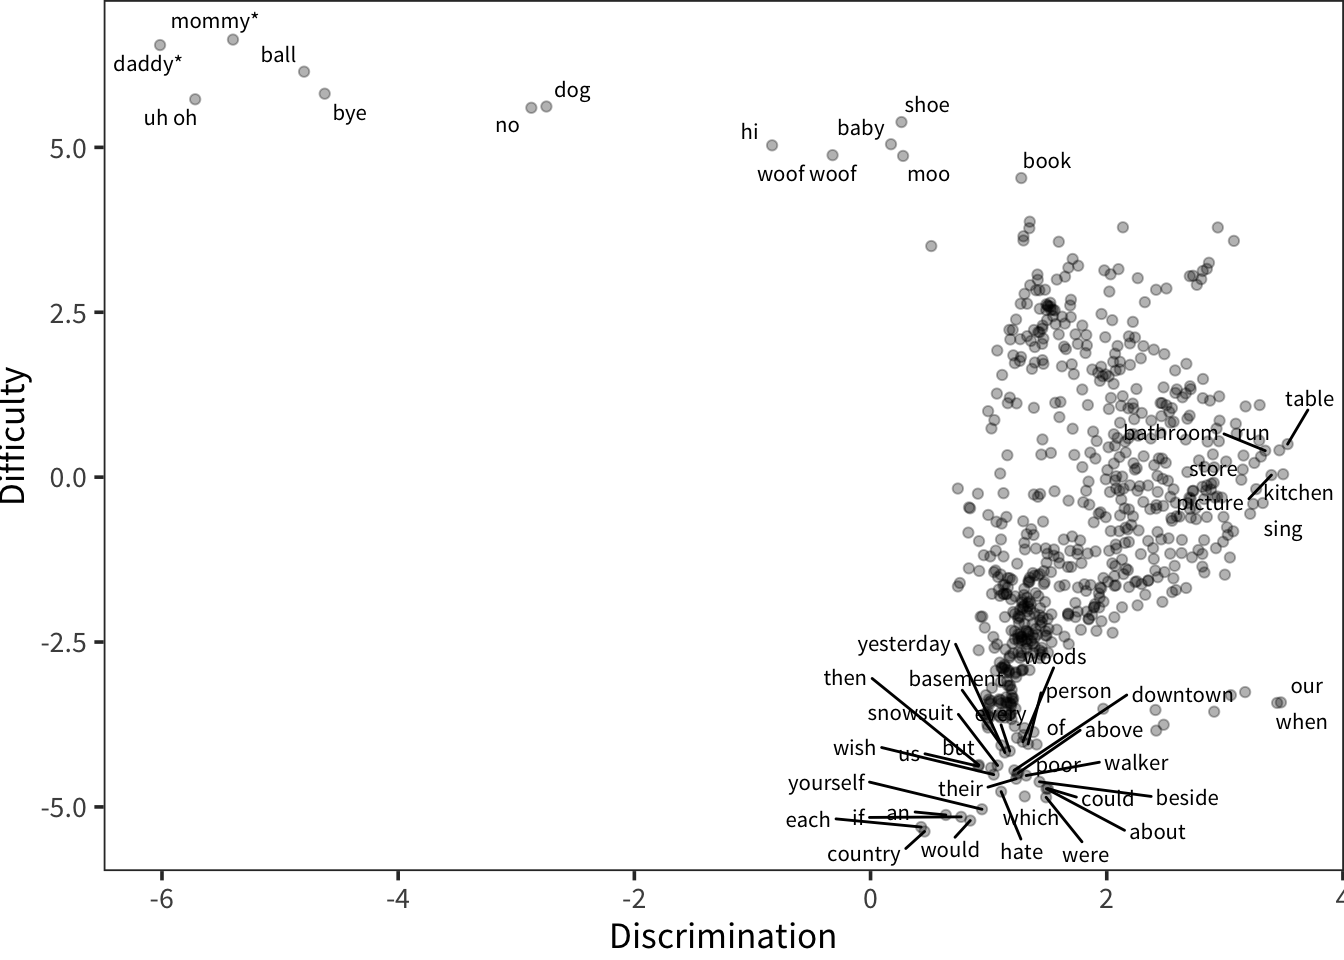 mommy*
daddy*
ball
uh oh
bye
dog
no
shoe
hi
baby
woof woof
moo
book
5.0
2.5
0.0
-2.5
-5.0
Difficulty
table
bathroom
run
store
picture
kitchen
sing
yesterday
woods
then
basement
person
downtown
our
snowsuit
every
when
of
above
wish
us
but
poor
walker
yourself
their
could
beside
each
if
an
which
about
country
would
hate
were
-6
-4
-2
0
2
4
Discrimination